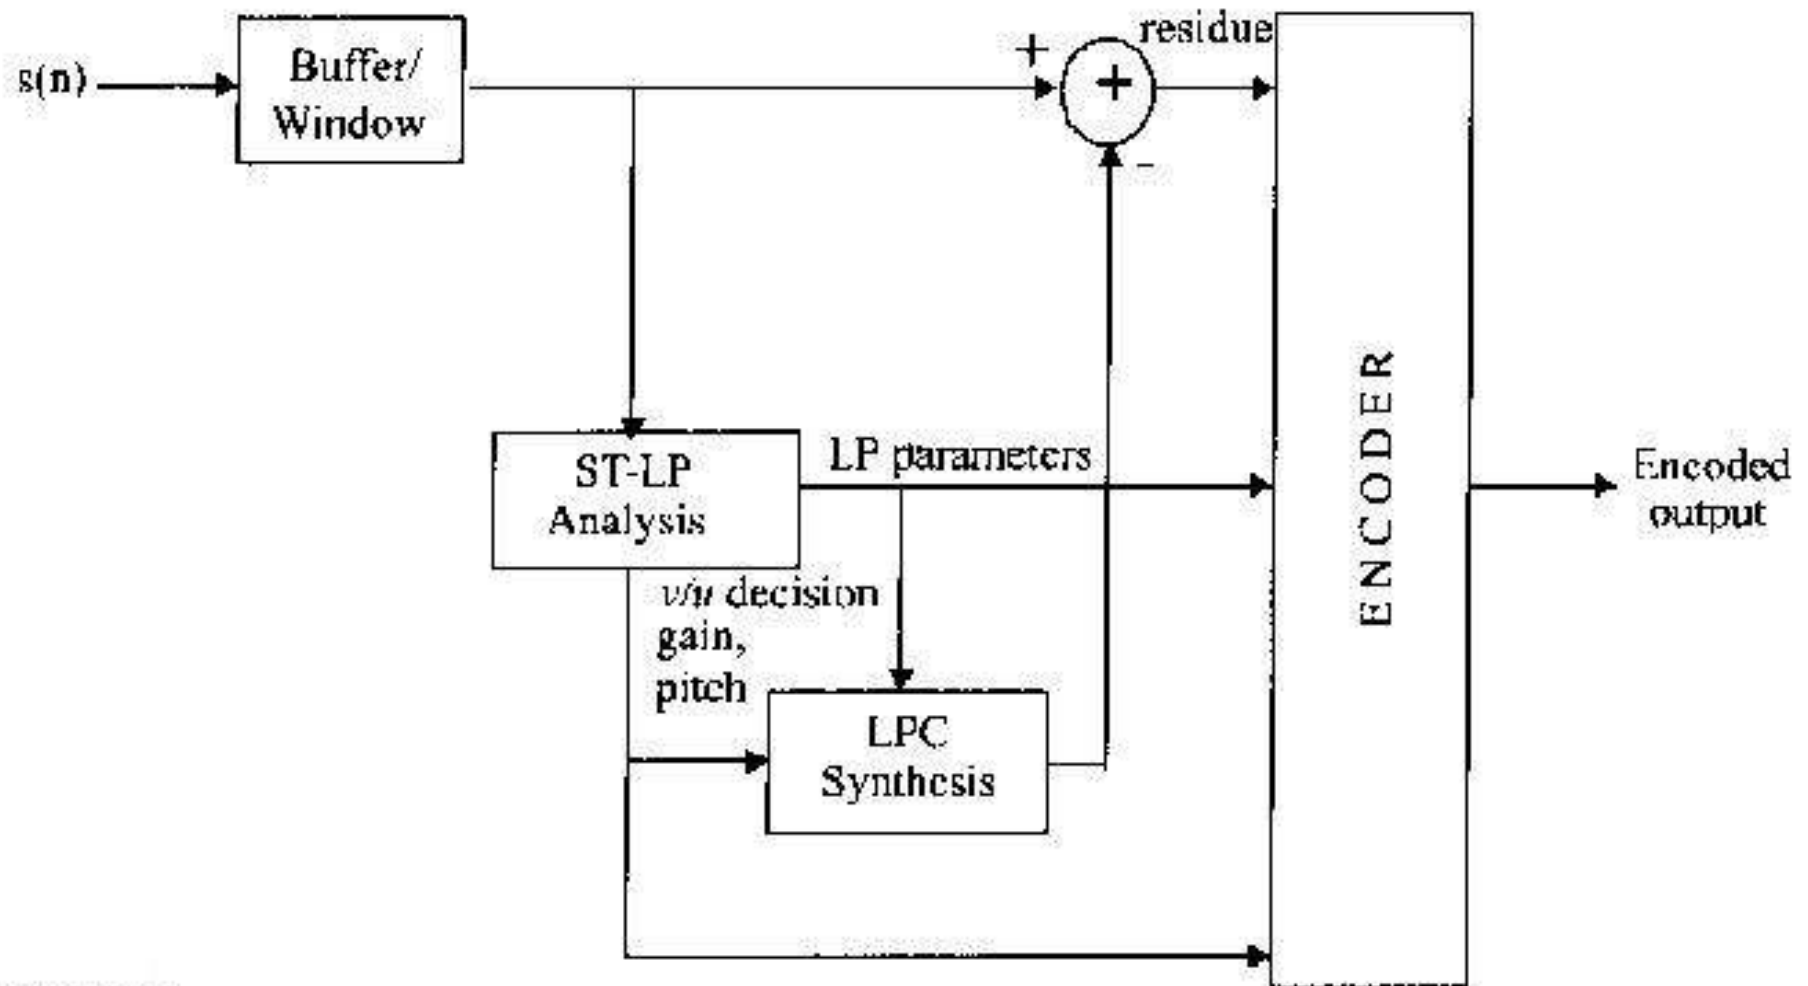 s(n)
Buffer/
Window
+
+
-
residue
ST-LP
Analysis
LP parameters
v/u decision
gain,
pitch
LPC
Synthesis
ENCODER
Encoded
output